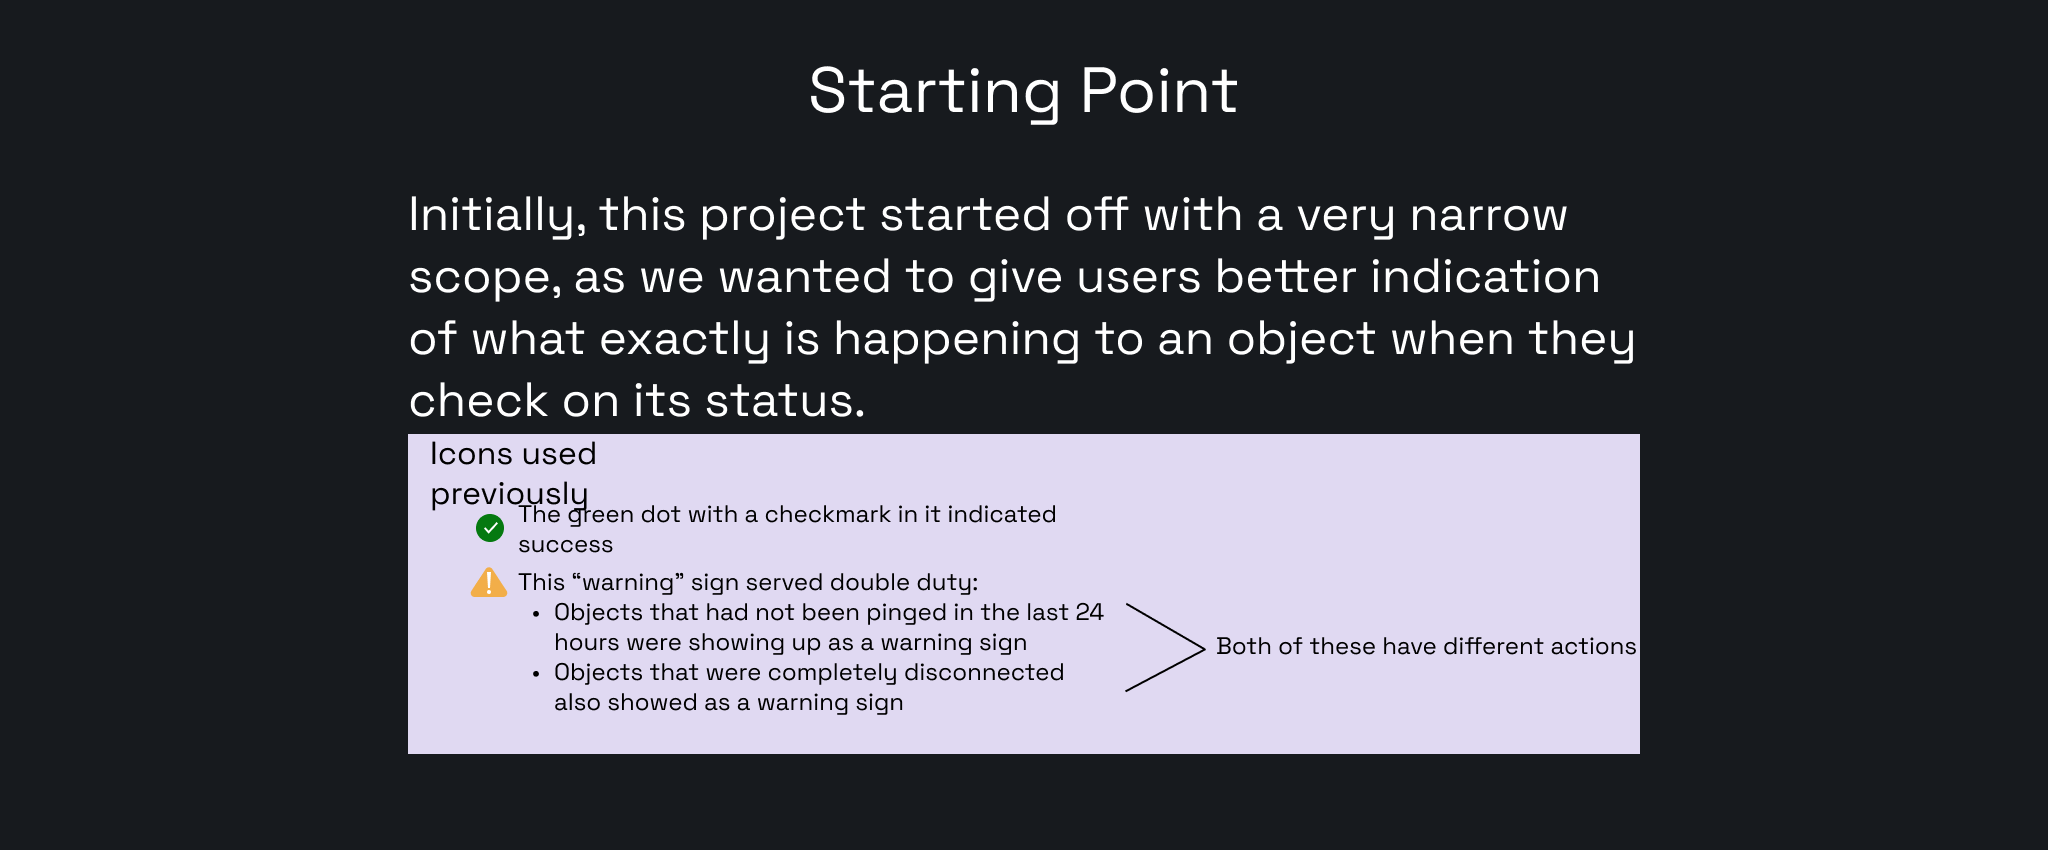 Starting Point
Initially, this project started off with a very narrow
scope, as we wanted to give users better indication
of what exactly is happening to an object when they
check on its status.
Icons used
previously
The green dot with a checkmark in it indicated
success
This “warning” sign served double duty:
• Objects that had not been pinged in the last 24
hours were showing up as a warning sign
• Objects that were completely disconnected
also showed as a warning sign
Both of these have different actions